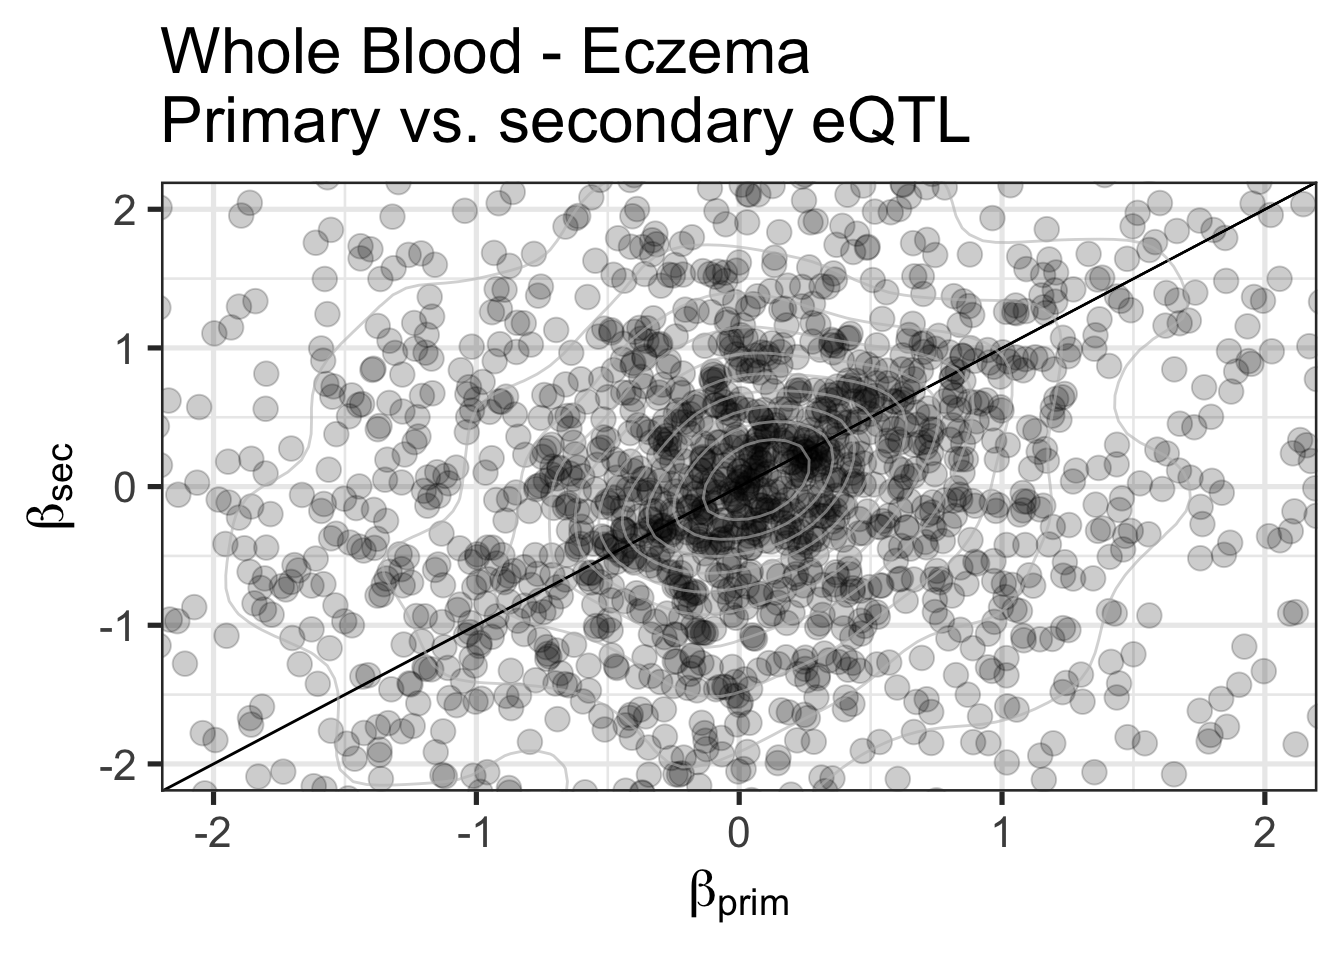 Whole Blood - Eczema
Primary vs. secondary eQTL
2
1
0
-1
-2
βsec
-2 -1 0 1 2
βprim